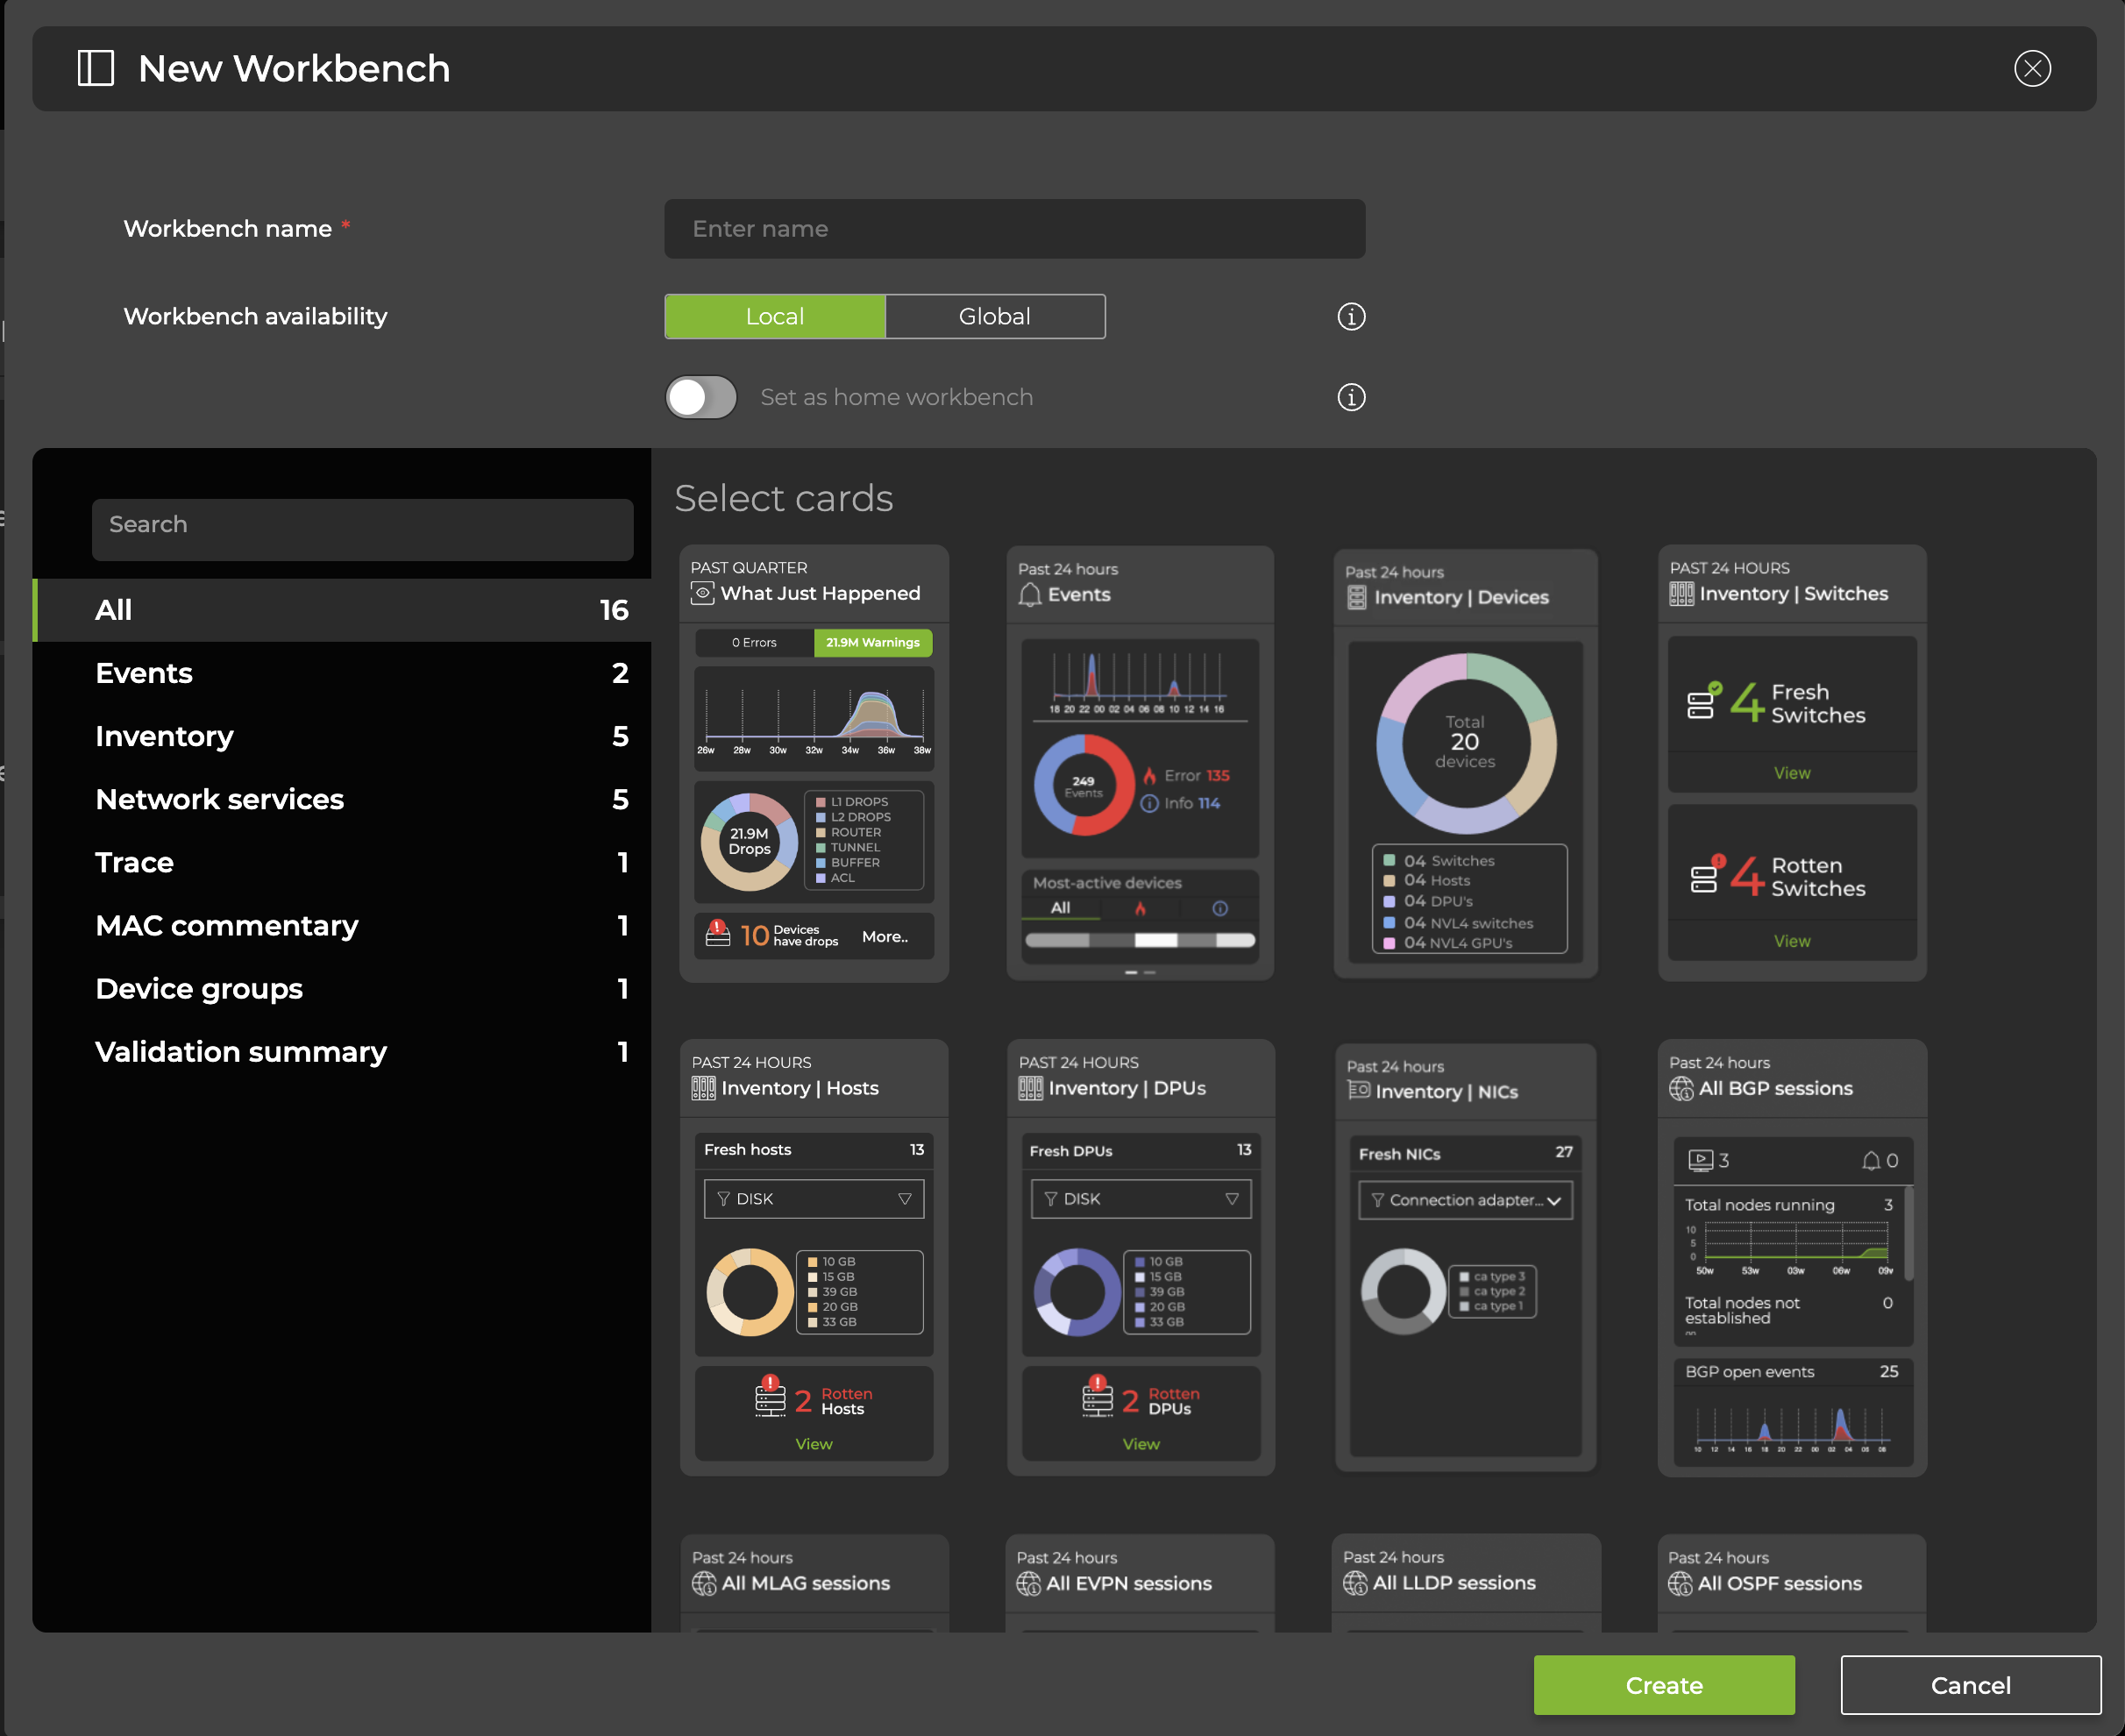 New Workbench
Workbench name *
Enter name
Workbench availability
Local
Global
Set as home workbench
Search
All 16
Events 2
Inventory 5
Network services 5
Trace 1
MAC commentary 1
Device groups 1
Validation summary 1
Select cards
PAST QUARTER
What Just Happened
0 Errors
21.9M Warnings
26w 28w 30w 32w 34w 36w 38w
21.9M
Drops
L1 DROPS
L2 DROPS
ROUTER
TUNNEL
BUFFER
ACL
10 Devices
have drops
More..
Past 24 hours
Events
18 20 22 00 02 04 06 08 10 12 14 16
249
Events
Error 135
Info 114
Most-active devices
All
Past 24 hours
Inventory | Devices
Total
20
devices
04 Switches
04 Hosts
04 DPU's
04 NVL4 switches
04 NVL4 GPU's
PAST 24 HOURS
Inventory | Switches
4 Fresh
Switches
View
4 Rotten
Switches
View
PAST 24 HOURS
Inventory | Hosts
Fresh hosts 13
DISK
10 GB
15 GB
39 GB
20 GB
33 GB
2 Rotten
Hosts
View
PAST 24 HOURS
Inventory | DPUs
Fresh DPUs 13
DISK
10 GB
15 GB
39 GB
20 GB
33 GB
2 Rotten
DPUs
View
Past 24 hours
Inventory | NICs
Fresh NICs 27
Connection adapter...
ca type 3
ca type 2
ca type 1
Past 24 hours
All BGP sessions
3 0
Total nodes running 3
10
5
0
50w 53w 03w 06w 09w
Total nodes not 0
established
BGP open events 25
10 12 14 16 18 20 22 00 02 04 06 08
Past 24 hours
All MLAG sessions
Past 24 hours
All EVPN sessions
Past 24 hours
All LLDP sessions
Past 24 hours
All OSPF sessions
Create
Cancel